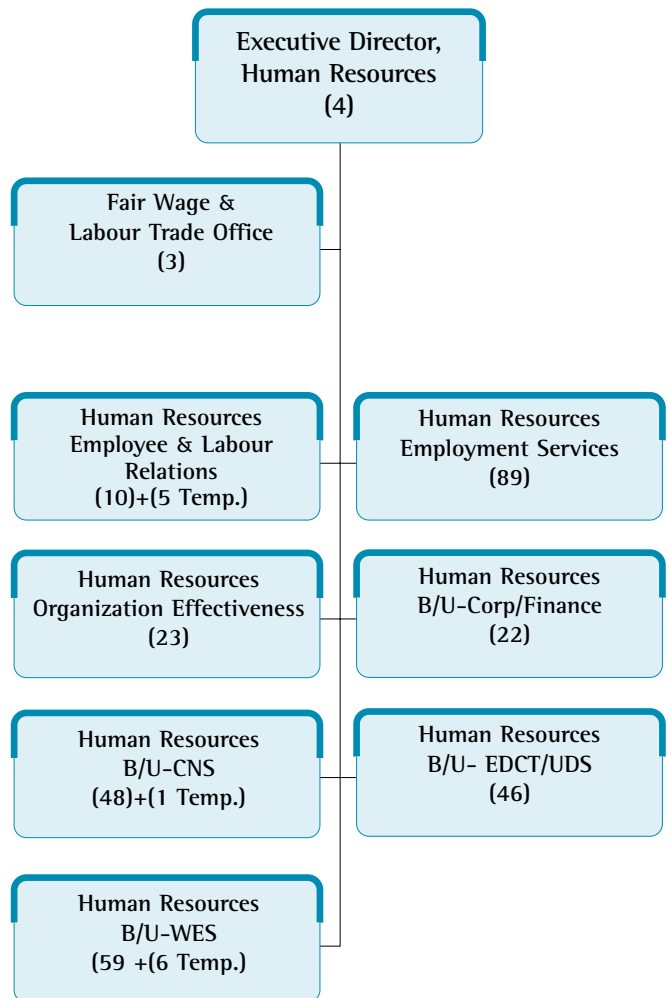 Executive Director,
Human Resources
(4)
Fair Wage &
Labour Trade Office
(3)
Human Resources
Employee & Labour
Relations
(10)+(5 Temp.)
Human Resources
Employment Services
(89)
Human Resources
Organization Effectiveness
(23)
Human Resources
B/U-Corp/Finance
(22)
Human Resources
B/U-CNS
(48)+(1 Temp.)
Human Resources
B/U- EDCT/UDS
(46)
Human Resources
B/U-WES
(59 +(6 Temp.)